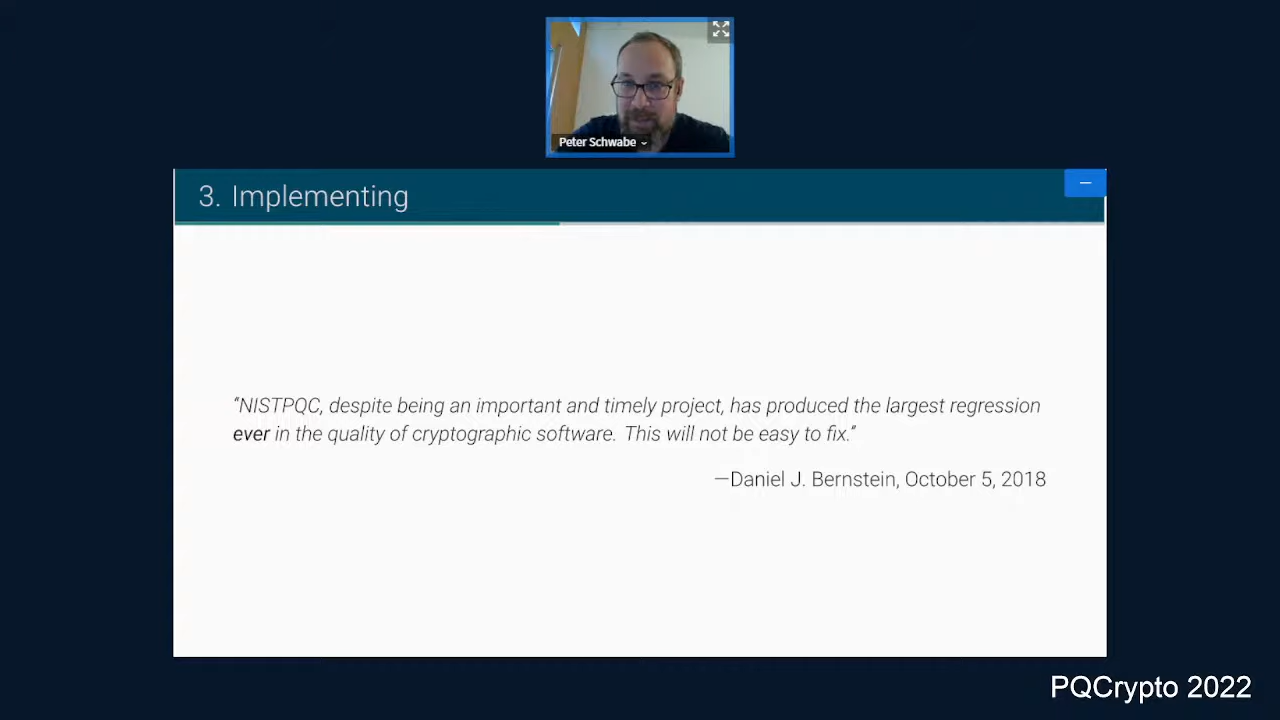 Peter Schwabe
3. Implementing
“NISTPQC, despite being an important and timely project, has produced the largest regression
ever in the quality of cryptographic software. This will not be easy to fix.”
—Daniel J. Bernstein, October 5, 2018
PQCrypto 2022